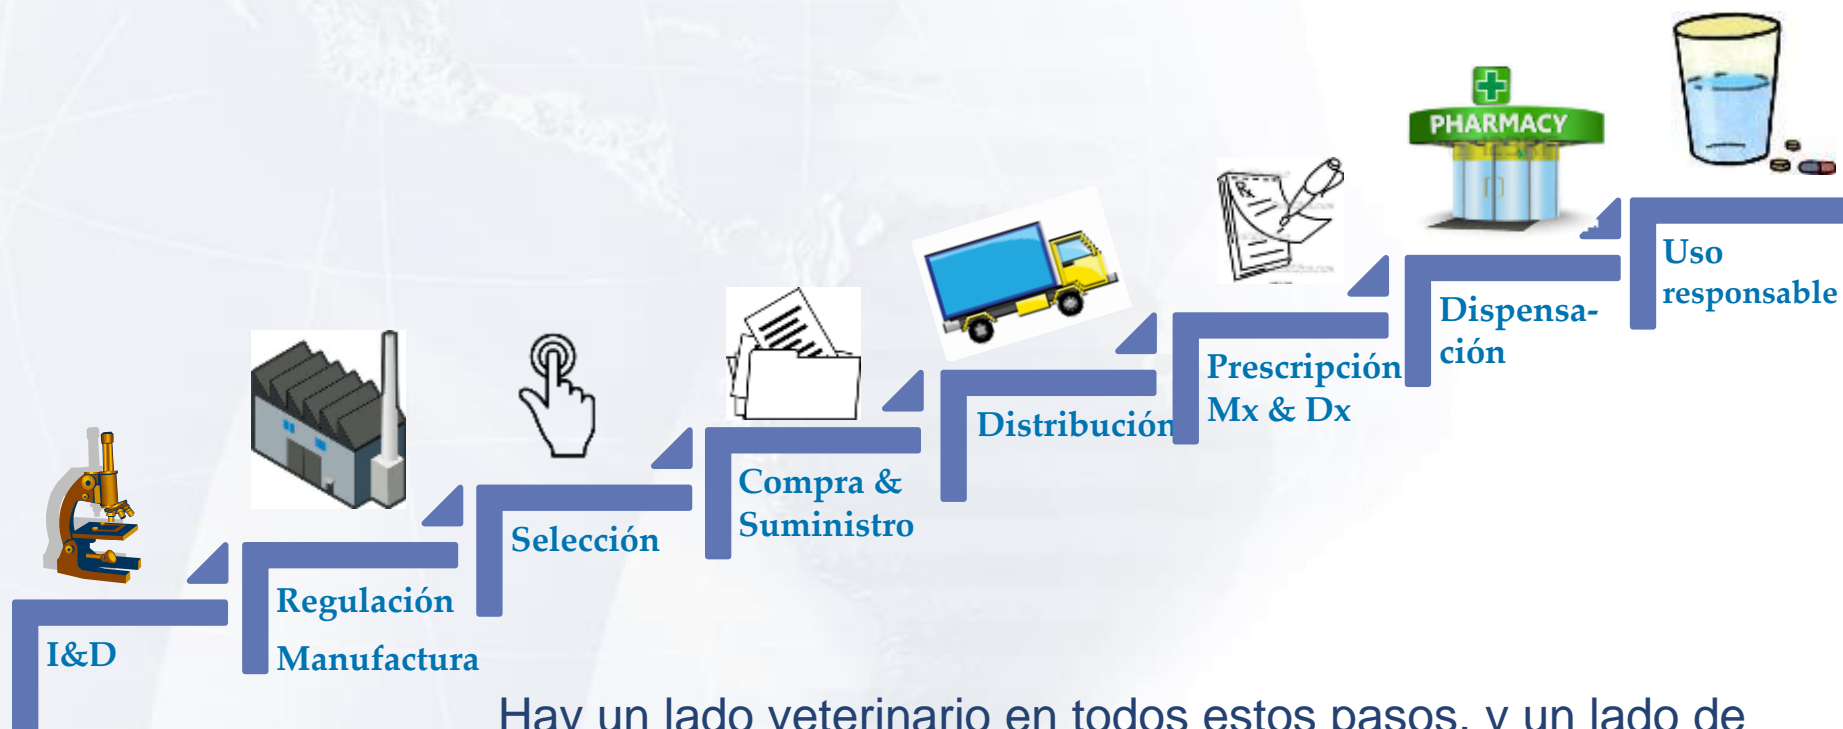 I&D
Regulación
Manufactura
Selección
Compra &
Suministro
Distribución
Prescripción
Mx & Dx
Rx
PHARMACY
Dispensa-
ción
Uso
responsable
Hay un lado veterinario en todos estos pasos, y un lado de